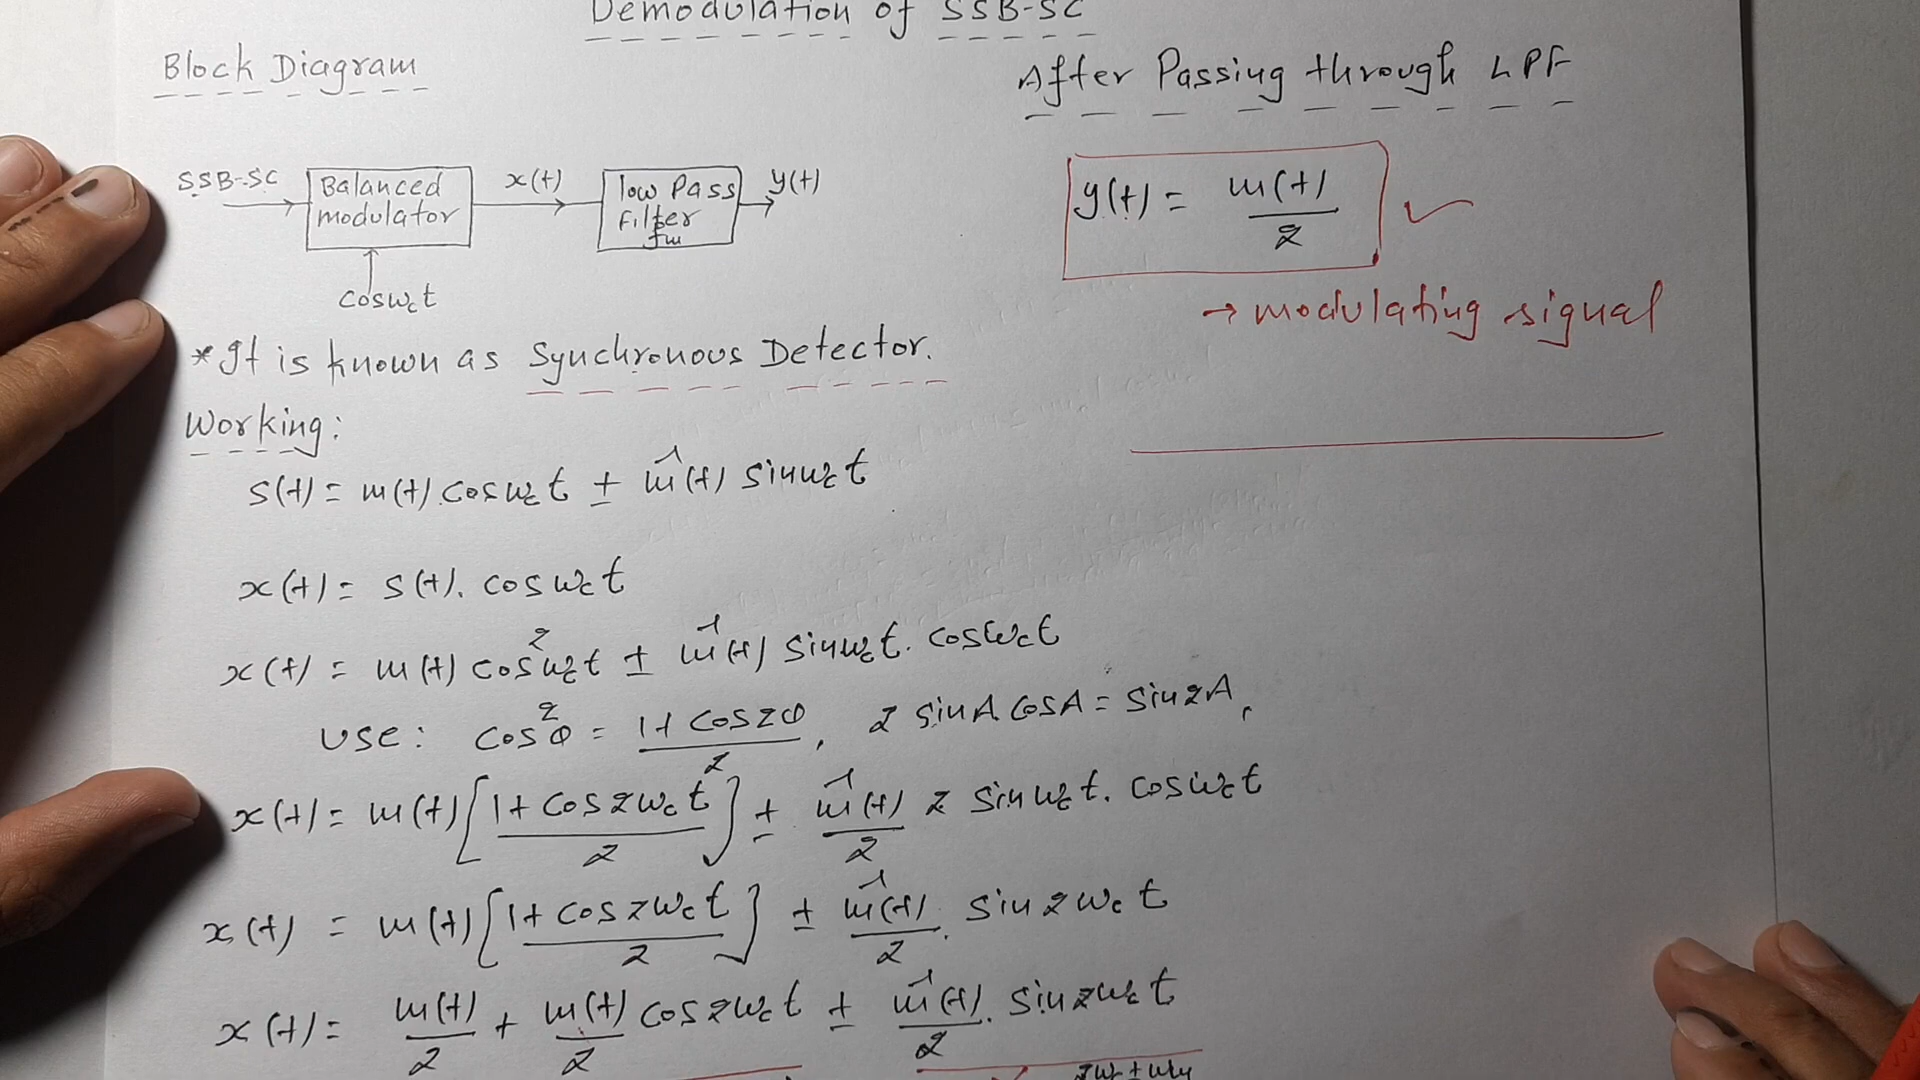 Demodulation of SSB-SC
Block Diagram
SSB-SC
Balanced
modulator
x(t)
low Pass
Filter
fm
y(t)
cosωct
*It is known as Synchronous Detector.
Working:
s(t) = m(t).cosωct ± m̂(t) sinωct
x(t) = s(t). cosωct
x(t) = m(t) cos²ωct ± m̂(t) sinωct. cosωct
USE: cos²θ = 1+cos2θ/2, 2 sinA cosA = sin2A,
x(t) = m(t)[1+cos2ωct/2] ± m̂(t)/2 2 sinωct. cosωct
x(t) = m(t)[1+cos2ωct/2] ± m̂(t)/2. sin2ωct
x(t) = m(t)/2 + m(t)/2 cos2ωct ± m̂(t)/2. sin2ωct
2ωc±ωm
After Passing through LPF
y(t) = m(t)/2
→ modulating signal